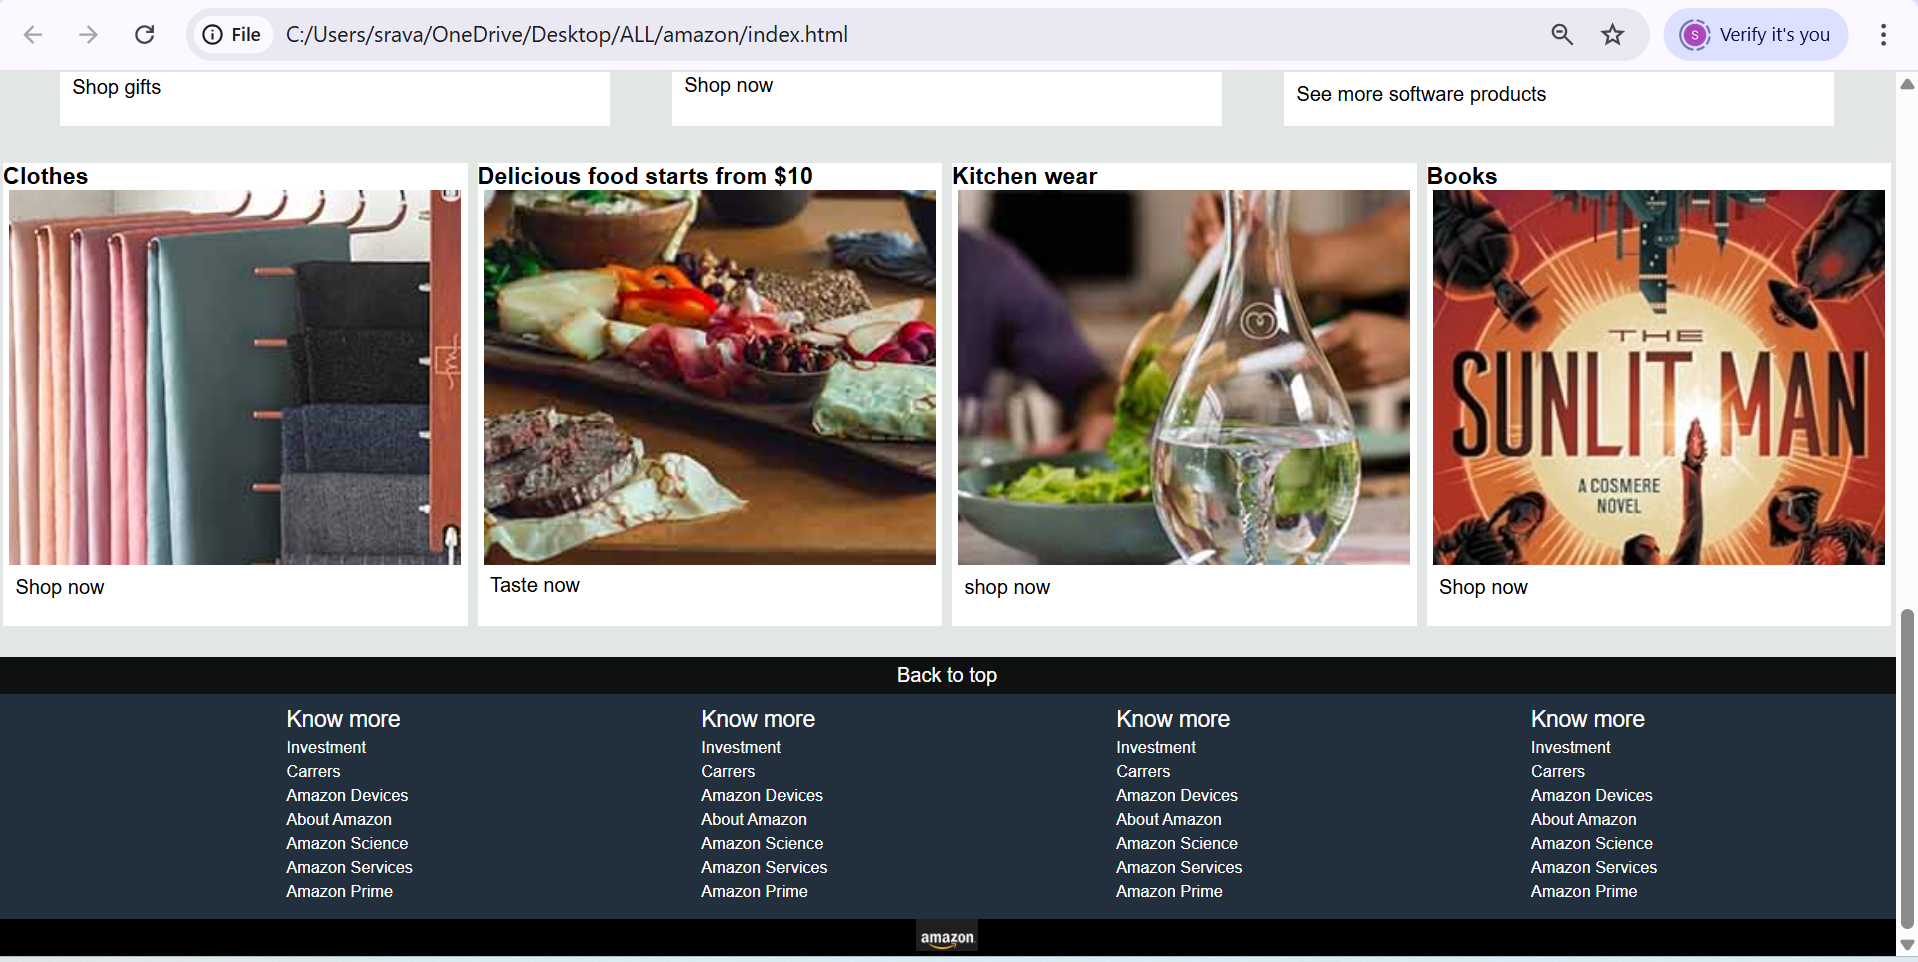 File
C:/Users/srava/OneDrive/Desktop/ALL/amazon/index.html
S
Verify it's you
Shop gifts
Shop now
See more software products
Clothes
Delicious food starts from $10
Kitchen wear
Books
THE
SUNLIT MAN
A COSMERE
NOVEL
Shop now
Taste now
shop now
Shop now
Back to top
Know more
Investment
Carrers
Amazon Devices
About Amazon
Amazon Science
Amazon Services
Amazon Prime
Know more
Investment
Carrers
Amazon Devices
About Amazon
Amazon Science
Amazon Services
Amazon Prime
Know more
Investment
Carrers
Amazon Devices
About Amazon
Amazon Science
Amazon Services
Amazon Prime
Know more
Investment
Carrers
Amazon Devices
About Amazon
Amazon Science
Amazon Services
Amazon Prime
amazon